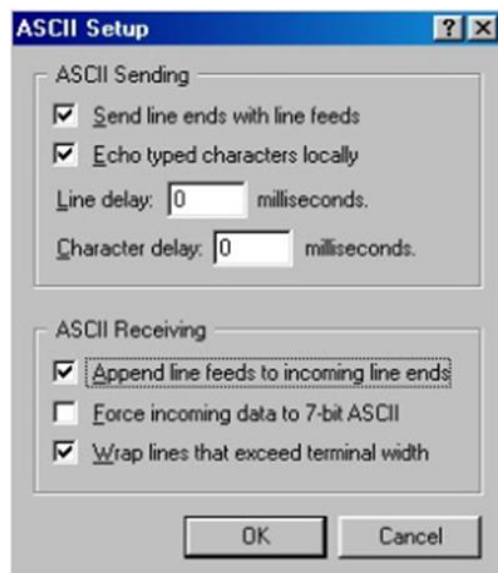 ASCII Setup
ASCII Sending
Send line ends with line feeds
Echo typed characters locally
Line delay: 0 milliseconds.
Character delay: 0 milliseconds.
ASCII Receiving
Append line feeds to incoming line ends
Force incoming data to 7-bit ASCII
Wrap lines that exceed terminal width
OK Cancel